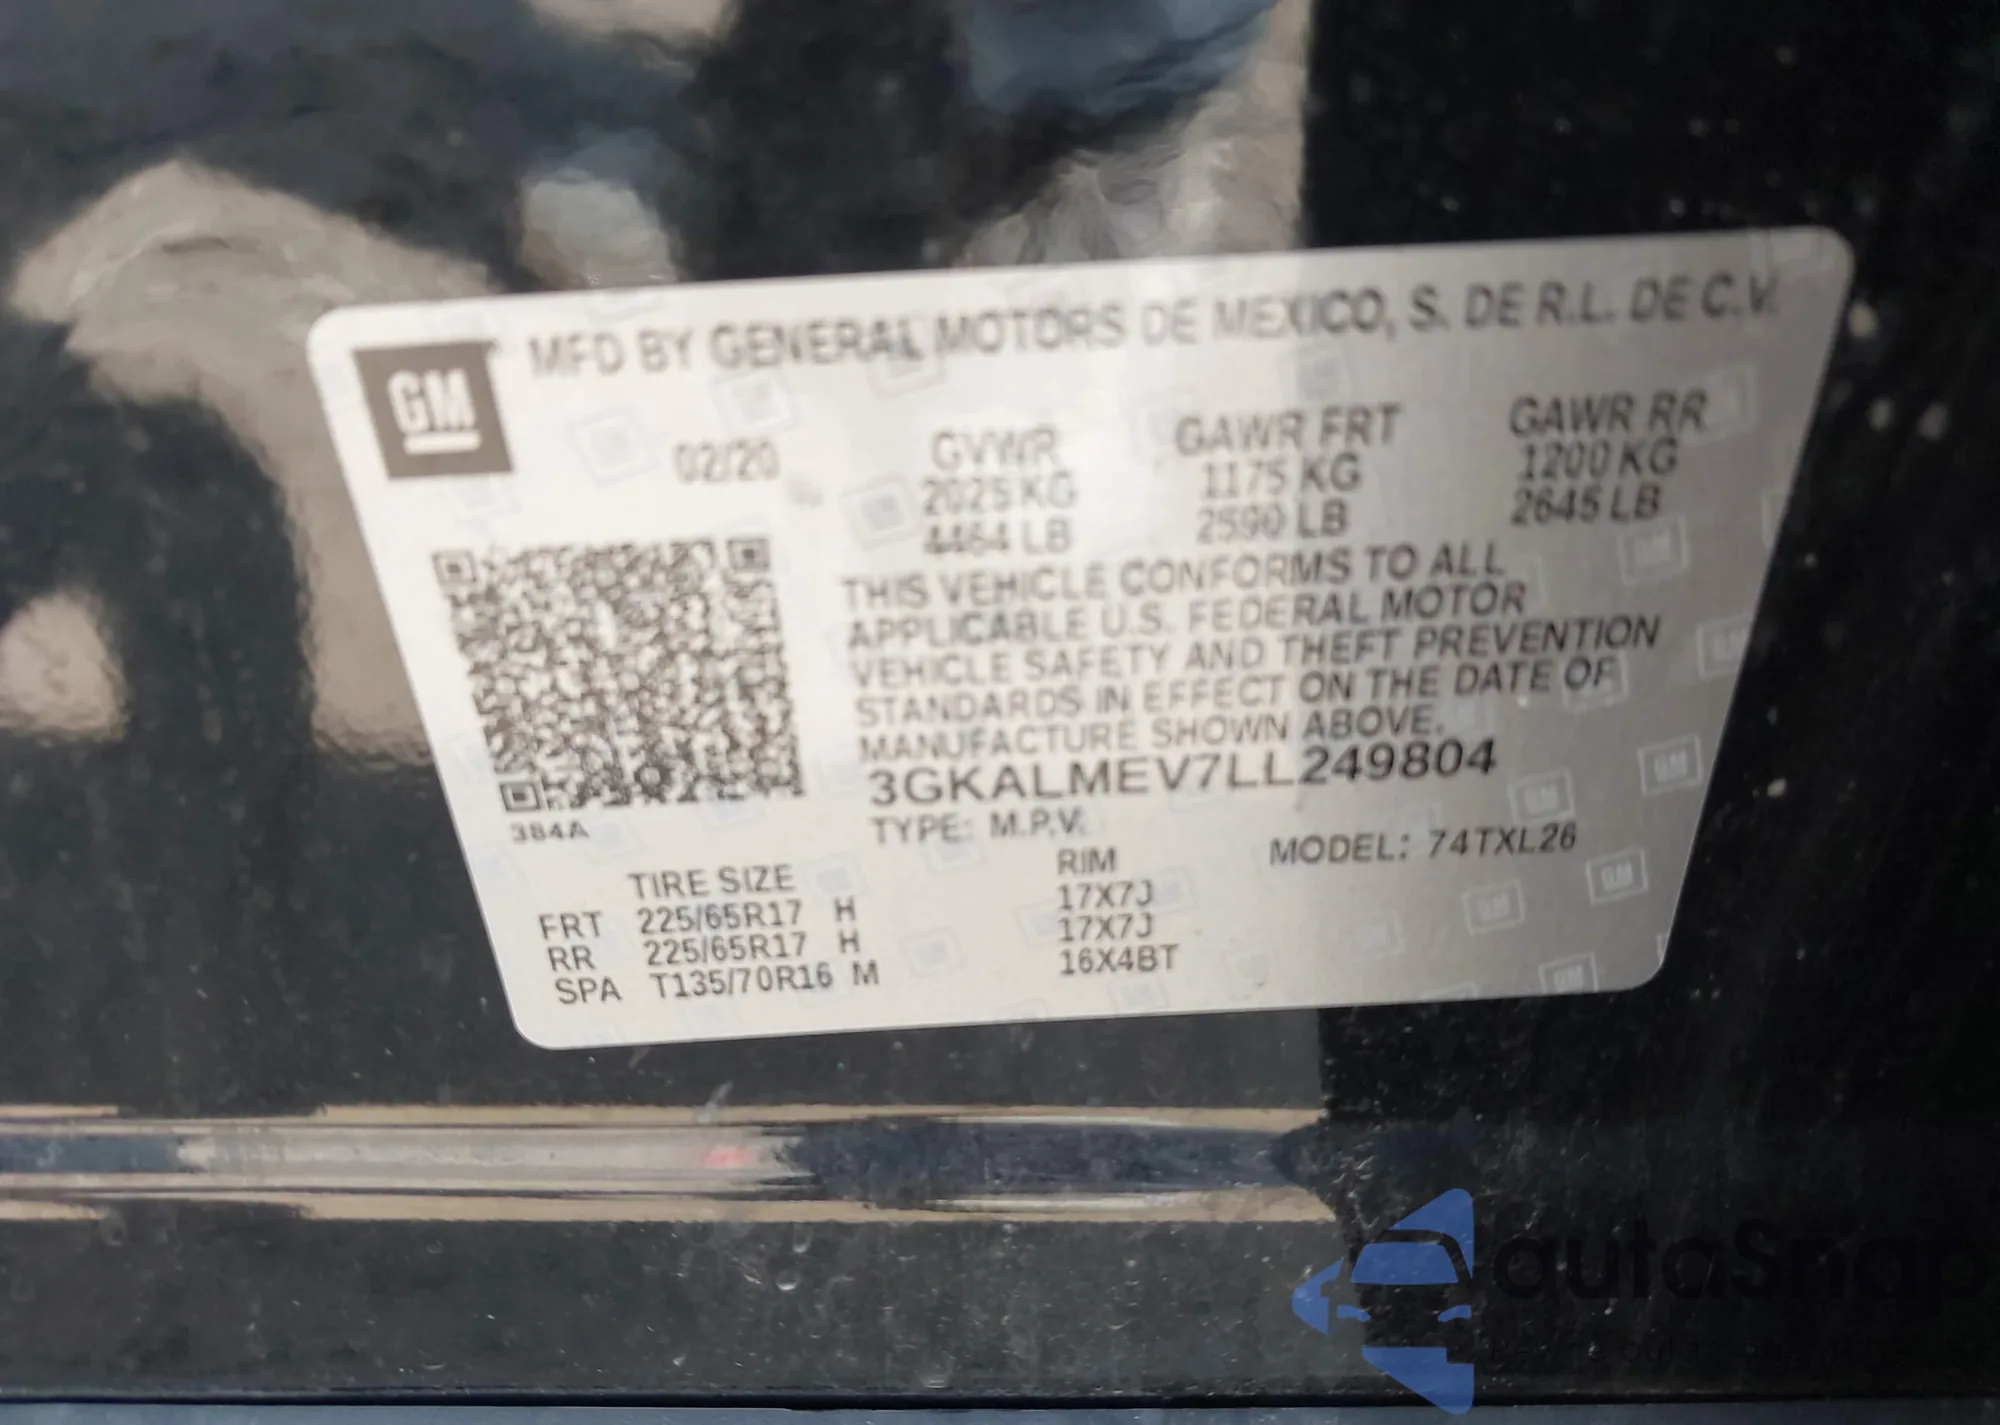 GM
MFD BY GENERAL MOTORS DE MEXICO, S. DE R.L. DE C.V.
02/20
GVWR GAWR FRT GAWR RR
2025 KG 1175 KG 1200 KG
4464 LB 2590 LB 2645 LB
THIS VEHICLE CONFORMS TO ALL
APPLICABLE U.S. FEDERAL MOTOR
VEHICLE SAFETY AND THEFT PREVENTION
STANDARDS IN EFFECT ON THE DATE OF
MANUFACTURE SHOWN ABOVE.
3GKALMEV7LL249804
384A
TYPE: M.P.V. MODEL: 74TXL26
TIRE SIZE RIM
FRT 225/65R17 H 17X7J
RR 225/65R17 H 17X7J
SPA T135/70R16 M 16X4BT
autoSnap